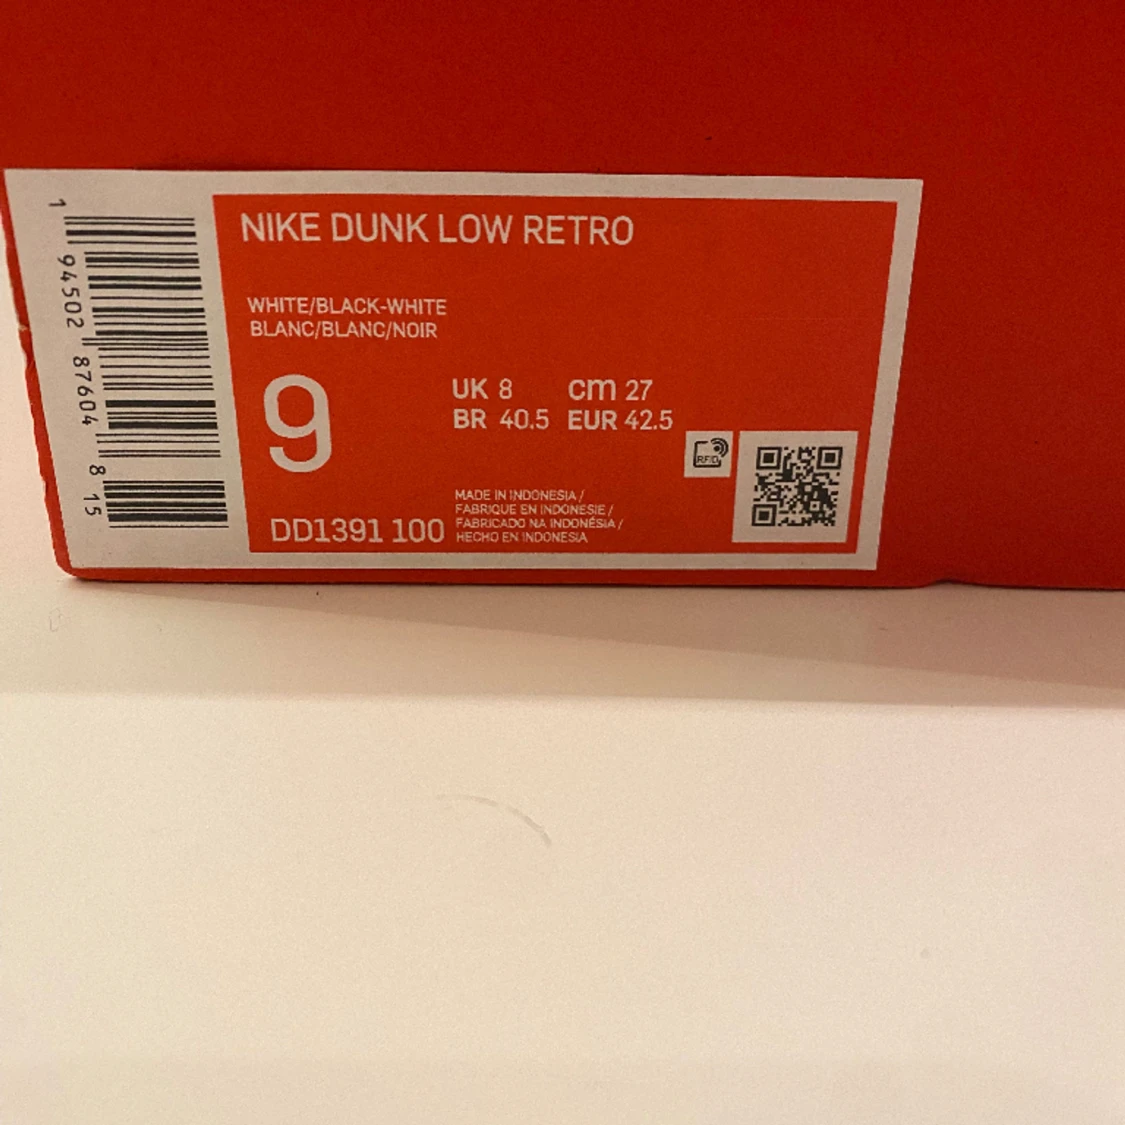 1 94502 87604 8 15
NIKE DUNK LOW RETRO
WHITE/BLACK-WHITE
BLANC/BLANC/NOIR
9
UK 8 cm 27
BR 40.5 EUR 42.5
RFID
DD1391 100
MADE IN INDONESIA /
FABRIQUE EN INDONESIE /
FABRICADO NA INDONÉSIA /
HECHO EN INDONESIA